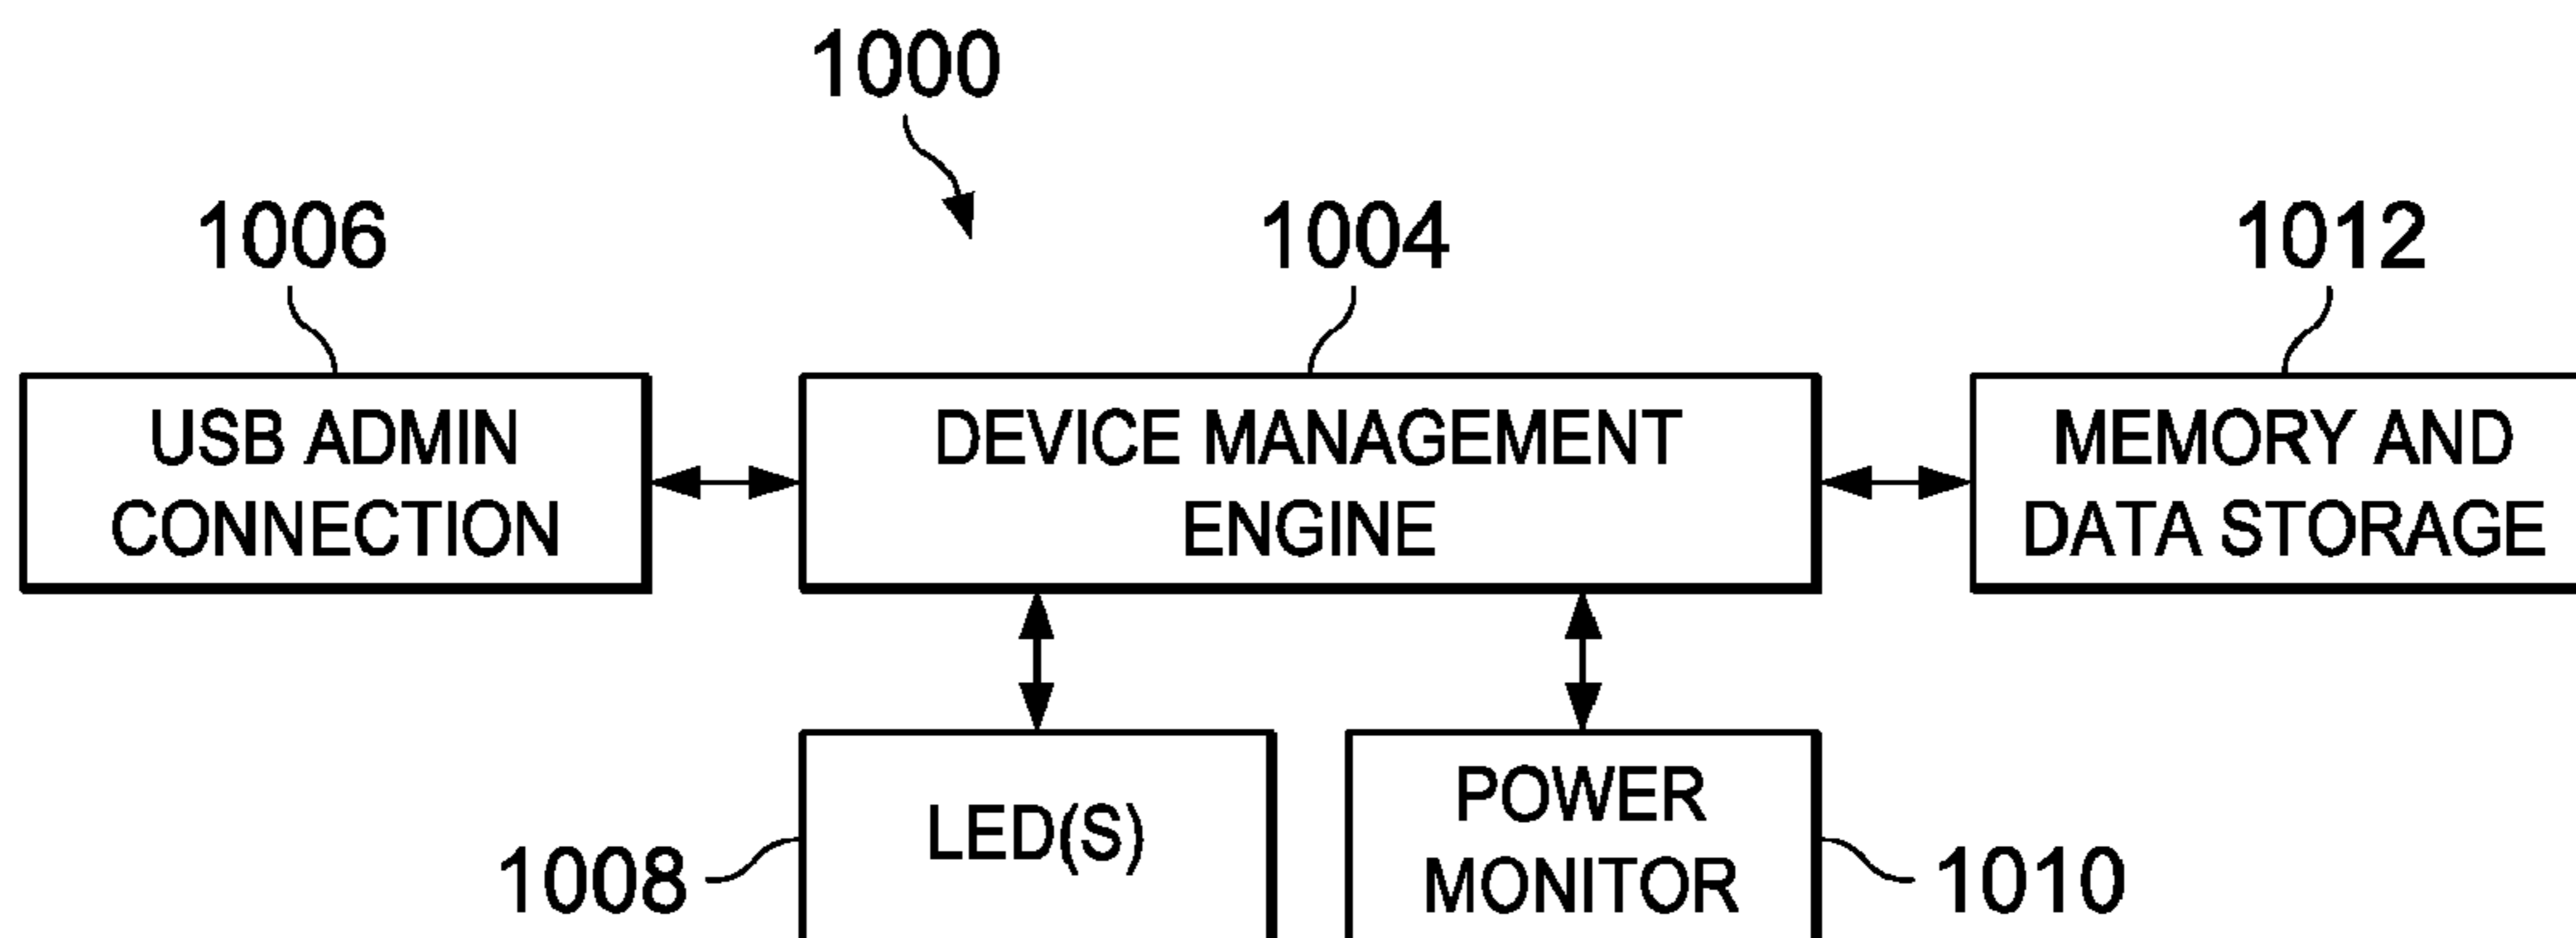 1000
1006
1004
1012
USB ADMIN
CONNECTION
DEVICE MANAGEMENT
ENGINE
MEMORY AND
DATA STORAGE
1008
LED(S)
POWER
MONITOR
1010